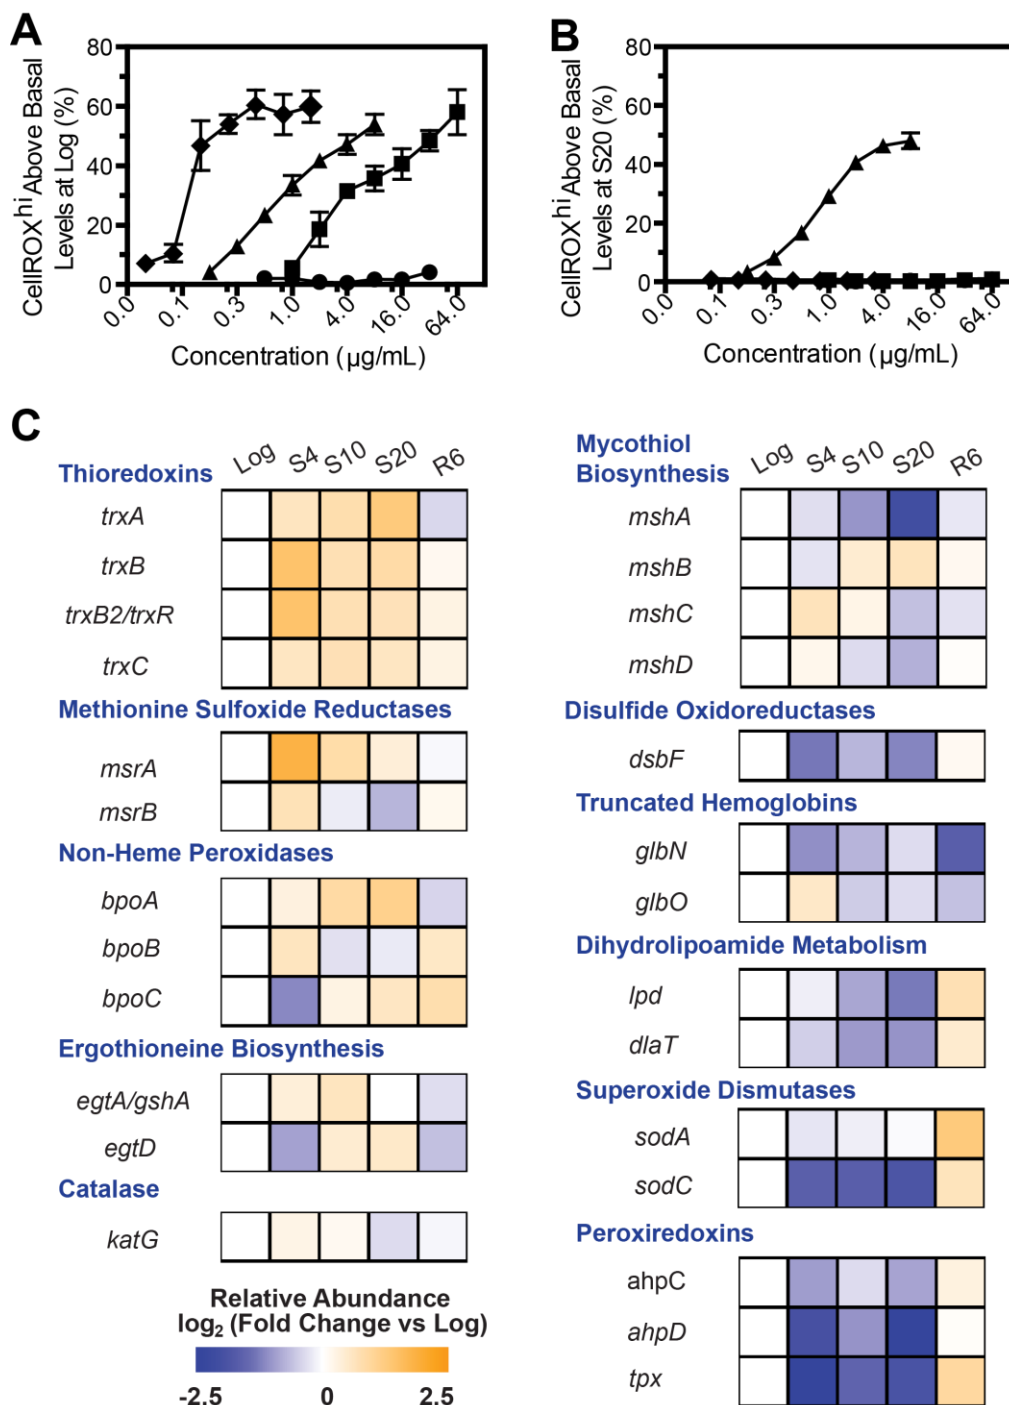 A
B
80
60
40
20
0
CellROXhi Above Basal
Levels at Log (%)
0.0
0.1
0.3
1.0
4.0
16.0
64.0
Concentration (µg/mL)
80
60
40
20
0
CellROXhi Above Basal
Levels at S20 (%)
0.0
0.1
0.3
1.0
4.0
16.0
64.0
Concentration (µg/mL)
C
Thioredoxins
Log S4 S10 S20 R6
trxA
trxB
trxB2/trxR
trxC
Methionine Sulfoxide Reductases
msrA
msrB
Non-Heme Peroxidases
bpoA
bpoB
bpoC
Ergothioneine Biosynthesis
egtA/gshA
egtD
Catalase
katG
Relative Abundance
log2 (Fold Change vs Log)
-2.5 0 2.5
Mycothiol
Biosynthesis
Log S4 S10 S20 R6
mshA
mshB
mshC
mshD
Disulfide Oxidoreductases
dsbF
Truncated Hemoglobins
glbN
glbO
Dihydrolipoamide Metabolism
lpd
dlaT
Superoxide Dismutases
sodA
sodC
Peroxiredoxins
ahpC
ahpD
tpx